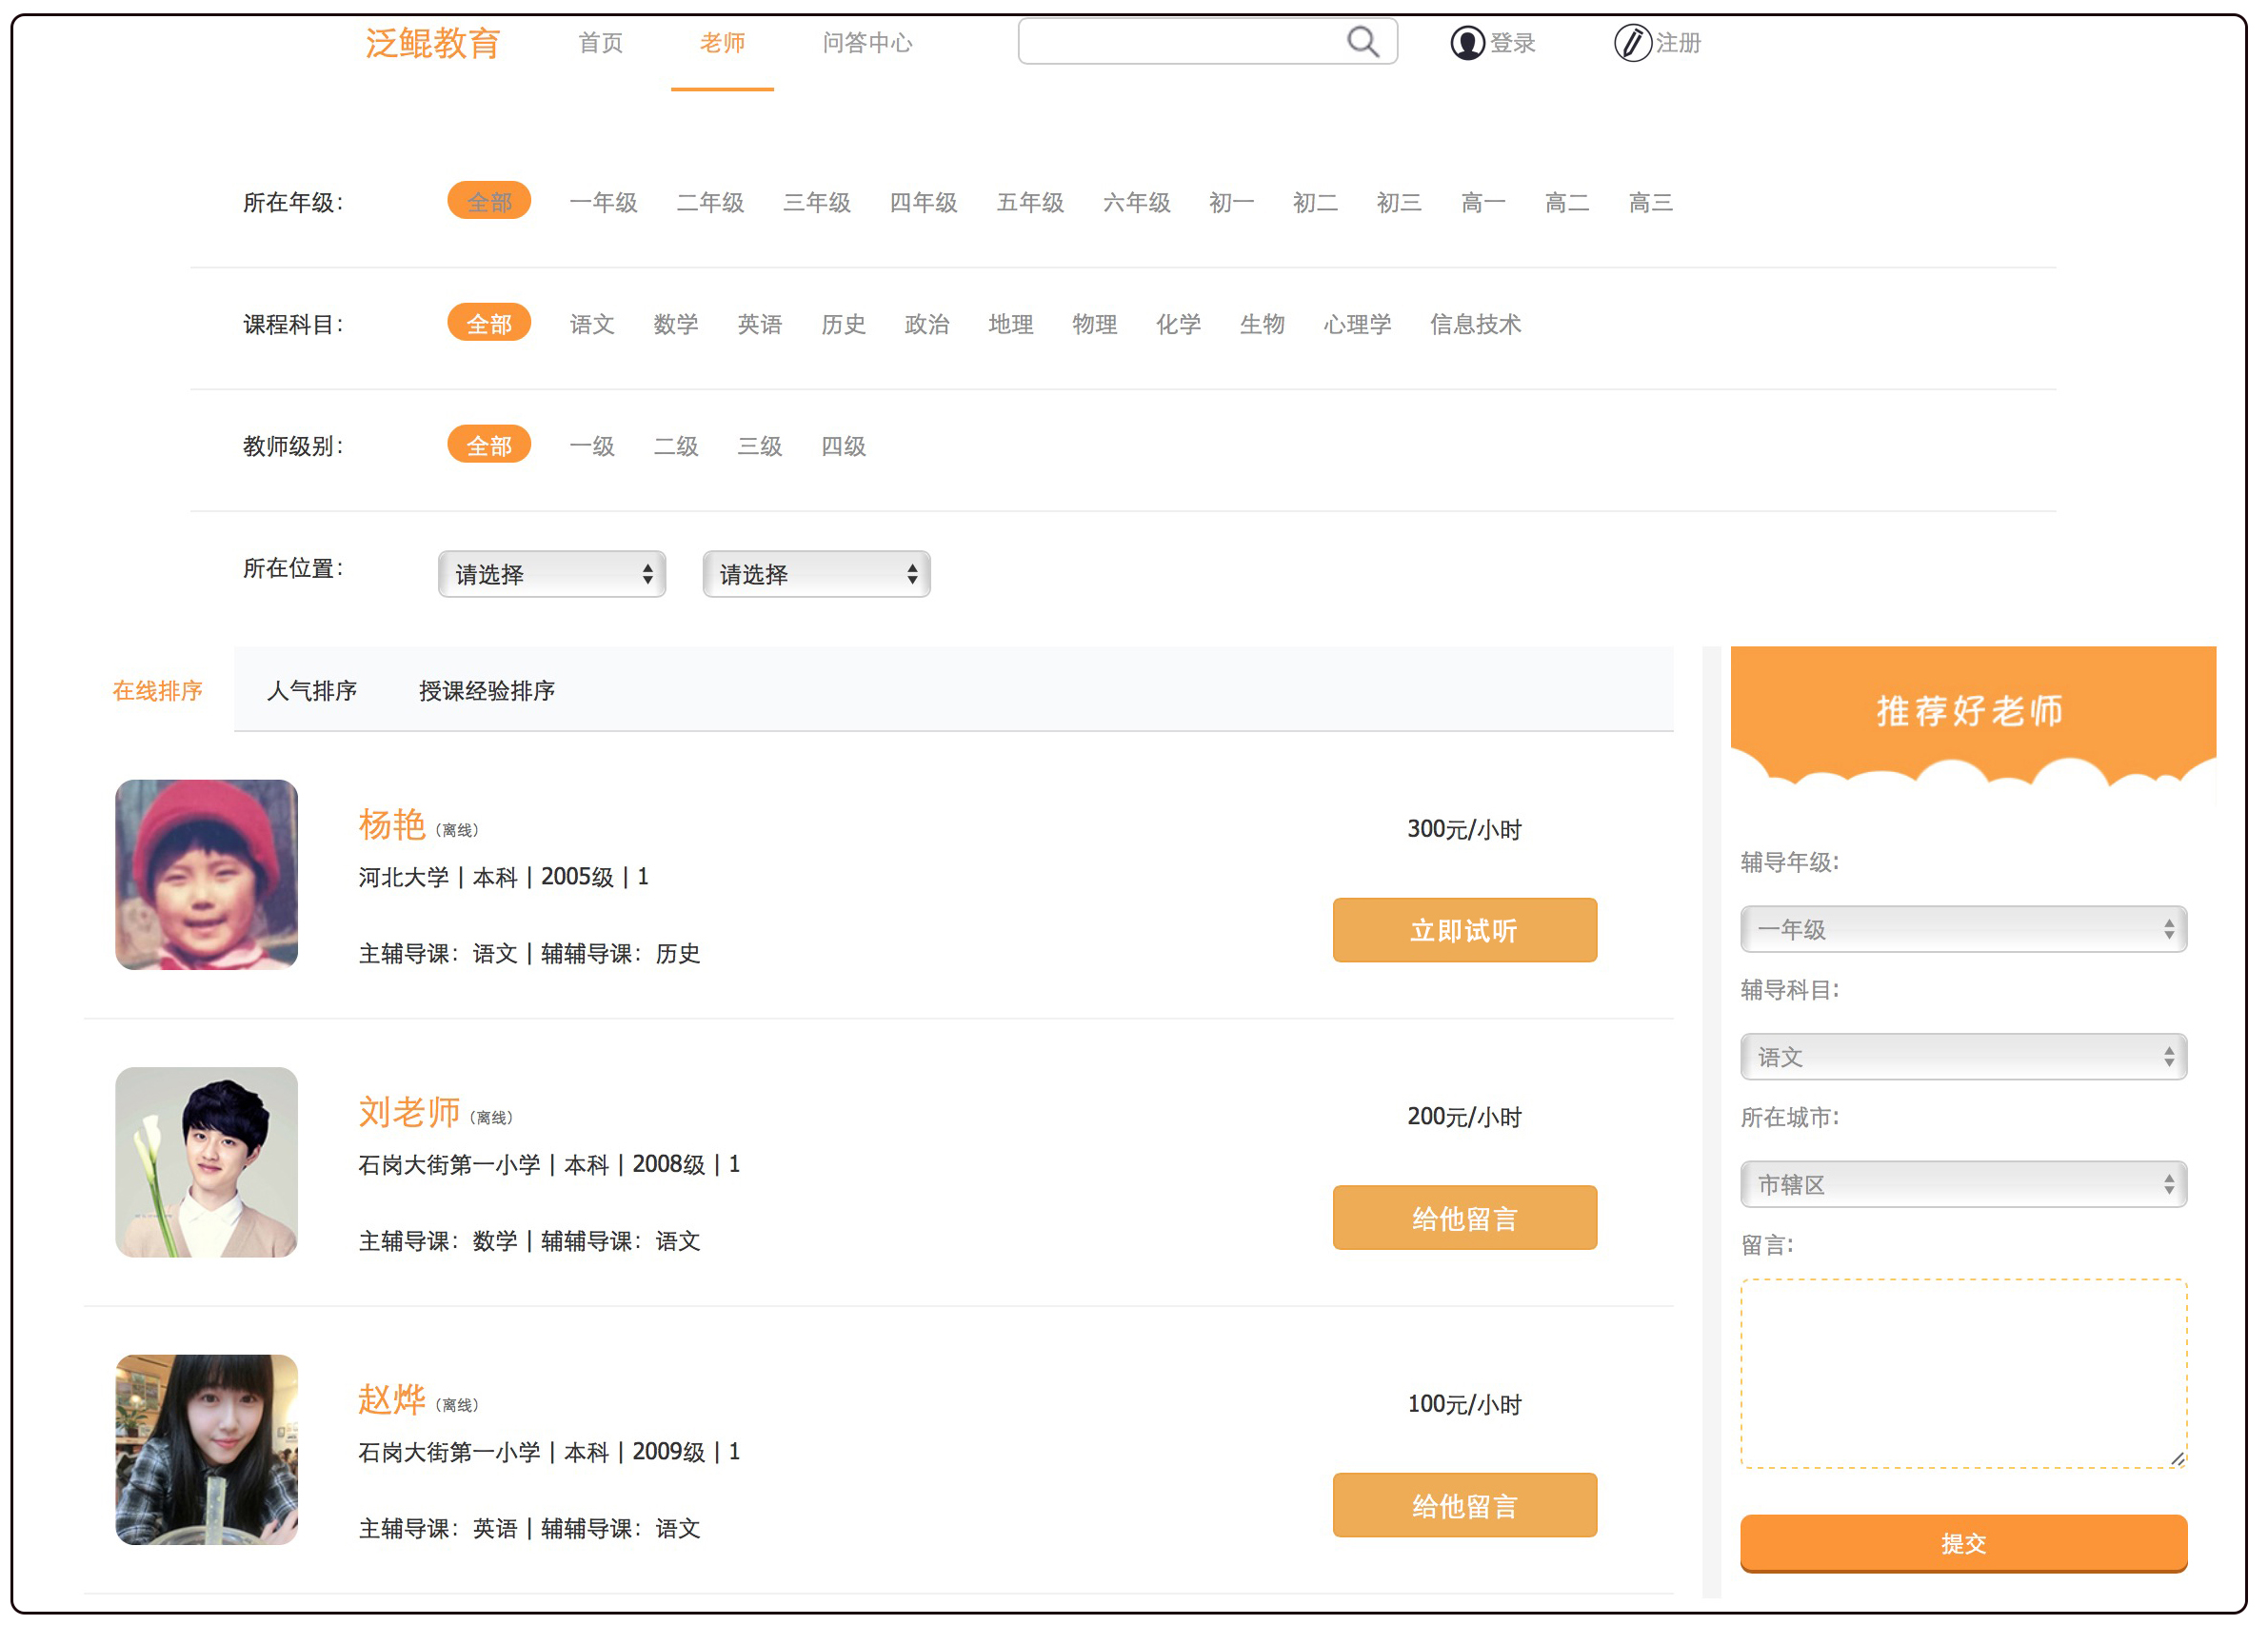 泛鲲教育 首页 老师 问答中心 登录 注册
所在年级： 全部 一年级 二年级 三年级 四年级 五年级 六年级 初一 初二 初三 高一 高二 高三
课程科目： 全部 语文 数学 英语 历史 政治 地理 物理 化学 生物 心理学 信息技术
教师级别： 全部 一级 二级 三级 四级
所在位置： 请选择 请选择
在线排序 人气排序 授课经验排序
杨艳（离线）
300元/小时
河北大学 | 本科 | 2005级 | 1
立即试听
主辅导课：语文 | 辅辅导课：历史
刘老师（离线）
200元/小时
石岗大街第一小学 | 本科 | 2008级 | 1
给他留言
主辅导课：数学 | 辅辅导课：语文
赵烨（离线）
100元/小时
石岗大街第一小学 | 本科 | 2009级 | 1
给他留言
主辅导课：英语 | 辅辅导课：语文
推荐好老师
辅导年级:
一年级
辅导科目:
语文
所在城市:
市辖区
留言:
提交